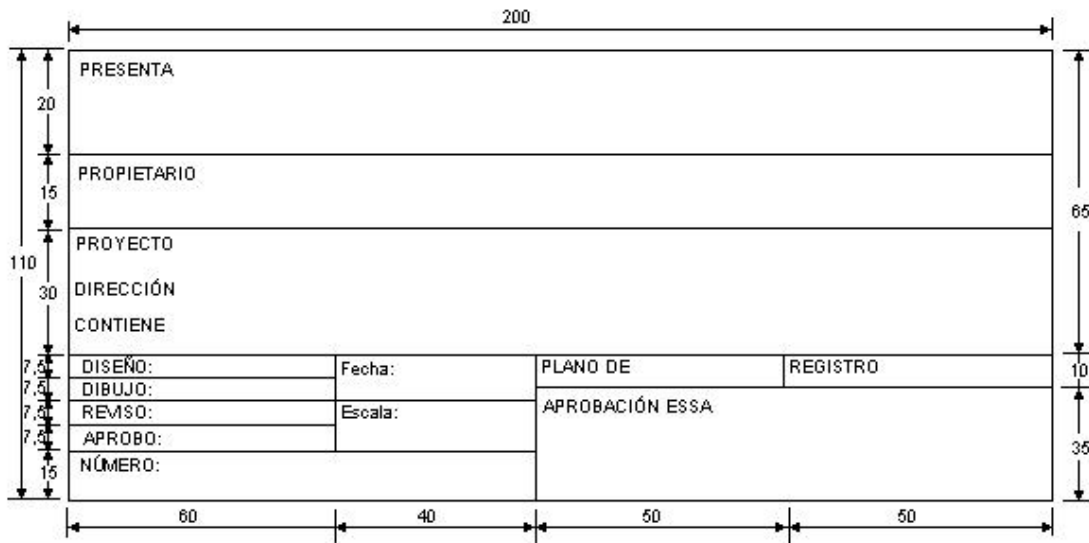 200
PRESENTA
20
PROPIETARIO
15
65
PROYECTO
110
DIRECCIÓN
30
CONTIENE
7,5 DISEÑO: Fecha: PLANO DE REGISTRO 10
7,5 DIBUJO:
7,5 REVISO: Escala: APROBACIÓN ESSA
7,5 APROBO:
35
15 NÚMERO:
60 40 50 50